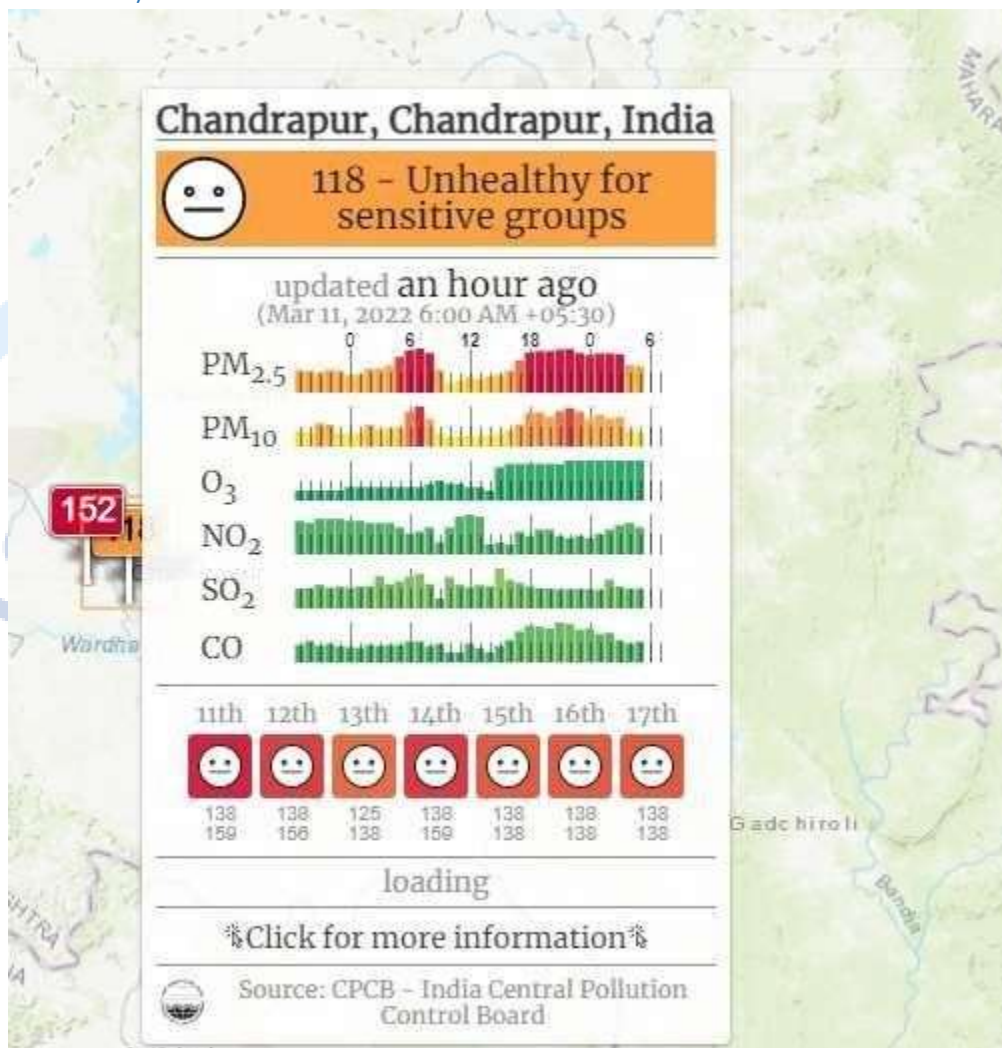 MAHARA
Chandrapur, Chandrapur, India
118 - Unhealthy for
sensitive groups
updated an hour ago
(Mar 11, 2022 6:00 AM +05:30)
0 6 12 18 0 6
PM2.5
PM10
O3
152
NO2
SO2
Wardha
CO
11th 12th 13th 14th 15th 16th 17th
138 138 125 138 138 138 138
159 156 138 159 138 138 138
Gadchiroli
loading
Bandia
HTRA
Click for more information
Source: CPCB - India Central Pollution
Control Board